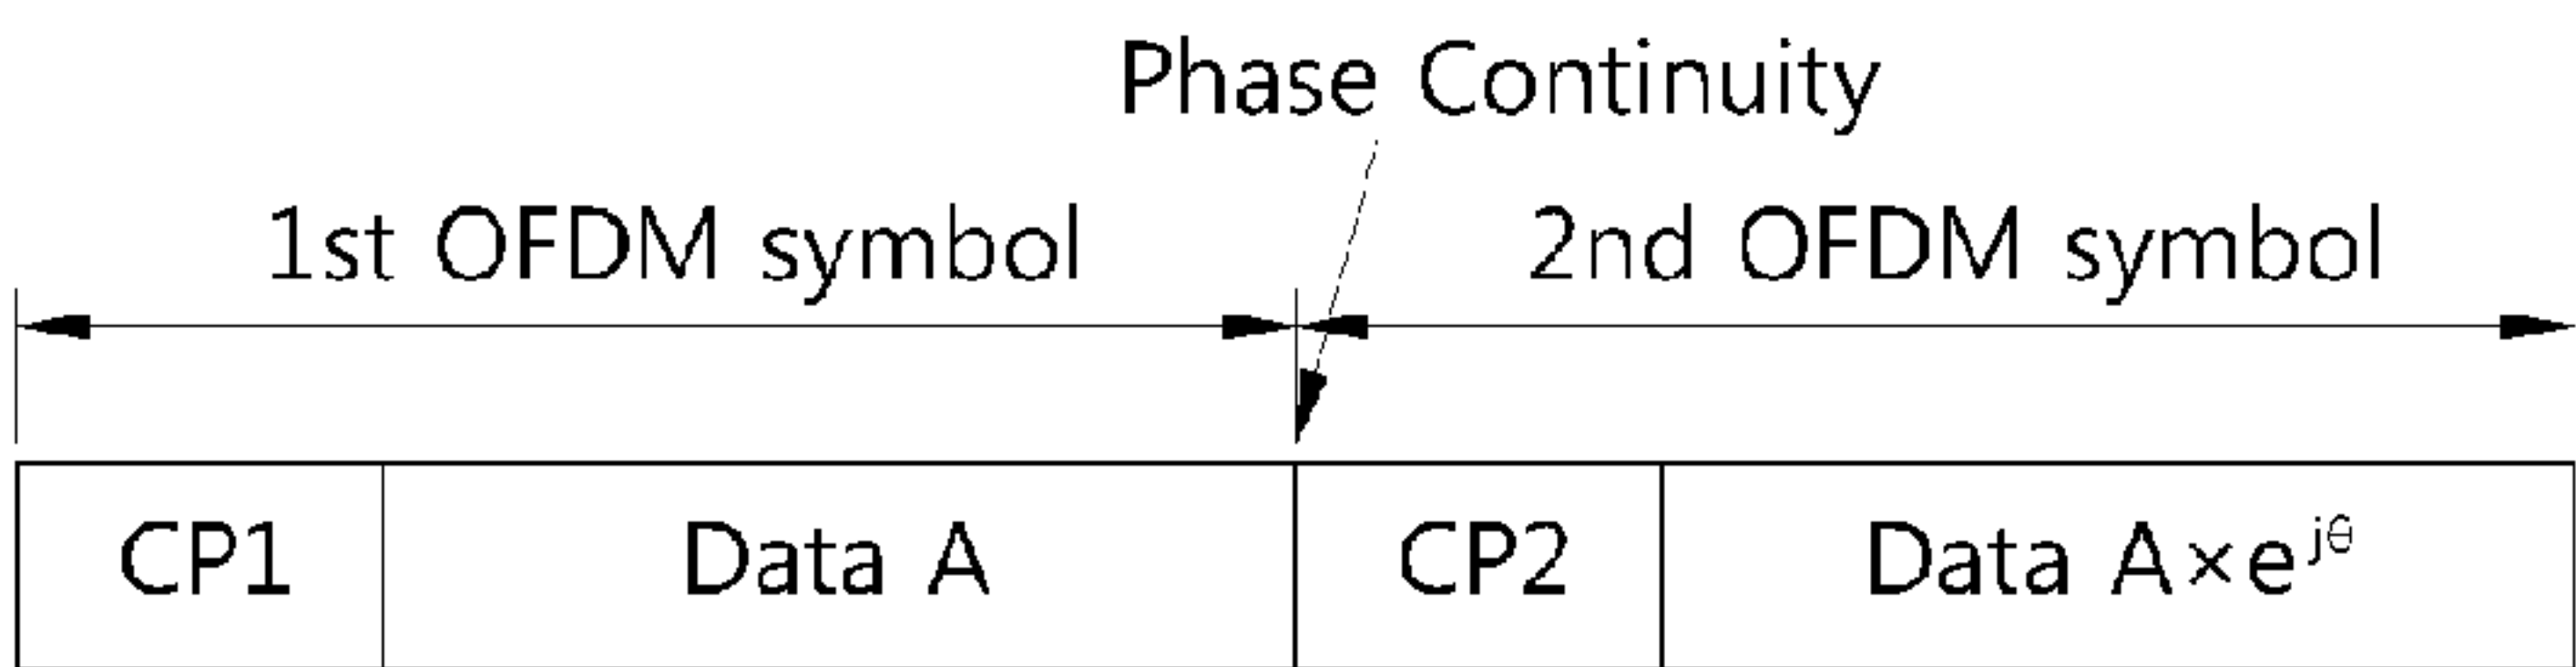 Phase Continuity
1st OFDM symbol 2nd OFDM symbol
CP1 Data A CP2 Data A×e^jθ